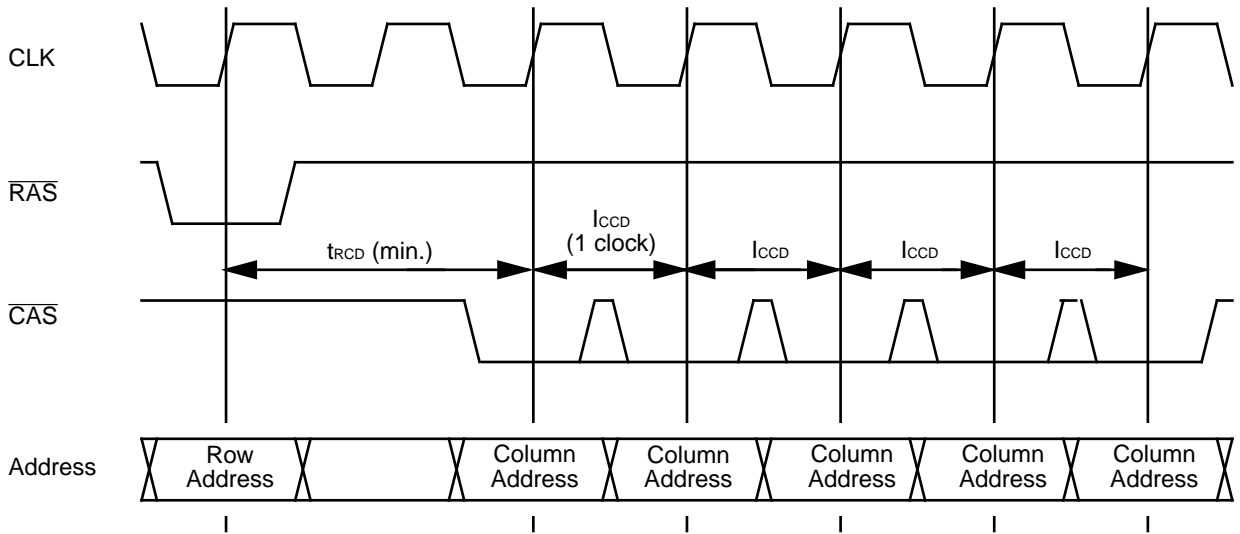 CLK
RAS
tRCD (min.)
ICCD
(1 clock)
ICCD
ICCD
ICCD
CAS
Address
Row
Address
Column
Address
Column
Address
Column
Address
Column
Address
Column
Address